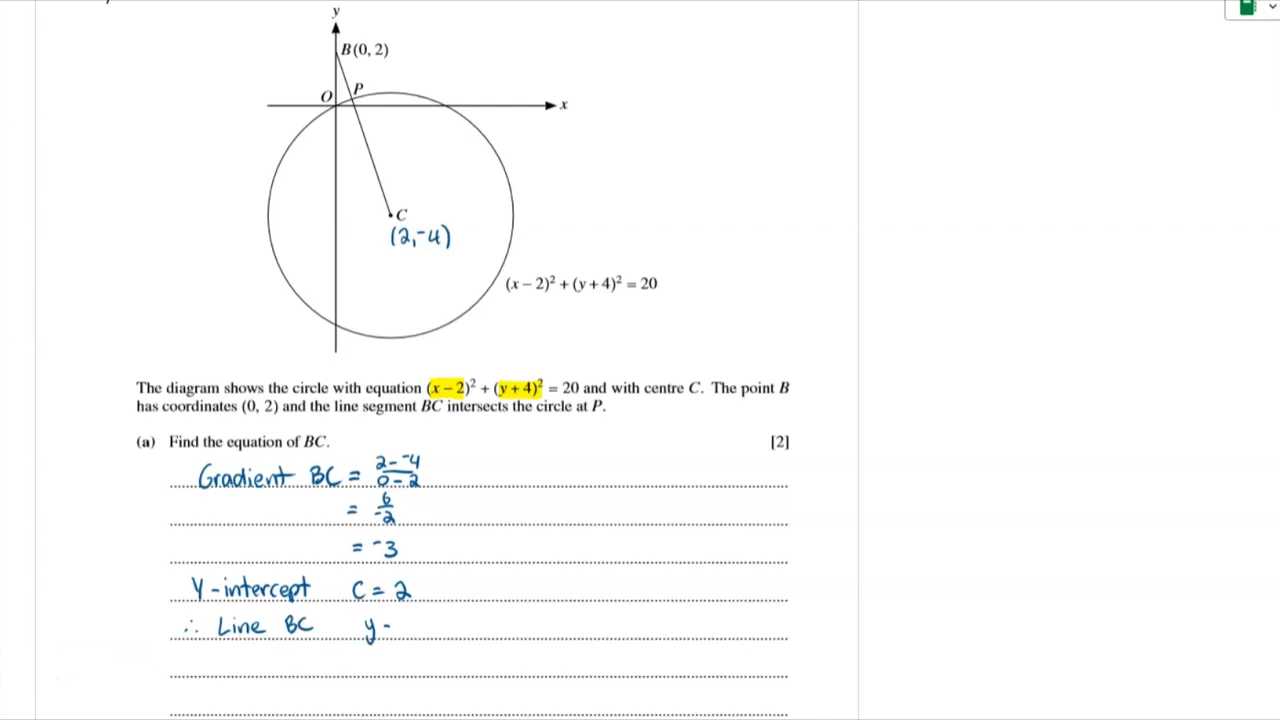 y
B(0, 2)
O
P
x
C
(2,⁻4)
(x − 2)² + (y + 4)² = 20
The diagram shows the circle with equation (x − 2)² + (y + 4)² = 20 and with centre C. The point B
has coordinates (0, 2) and the line segment BC intersects the circle at P.
(a) Find the equation of BC. [2]
Gradient BC = (2 − ⁻4)/(0 − 2)
= 6/⁻2
= ⁻3
Y-intercept C = 2
∴ Line BC y -